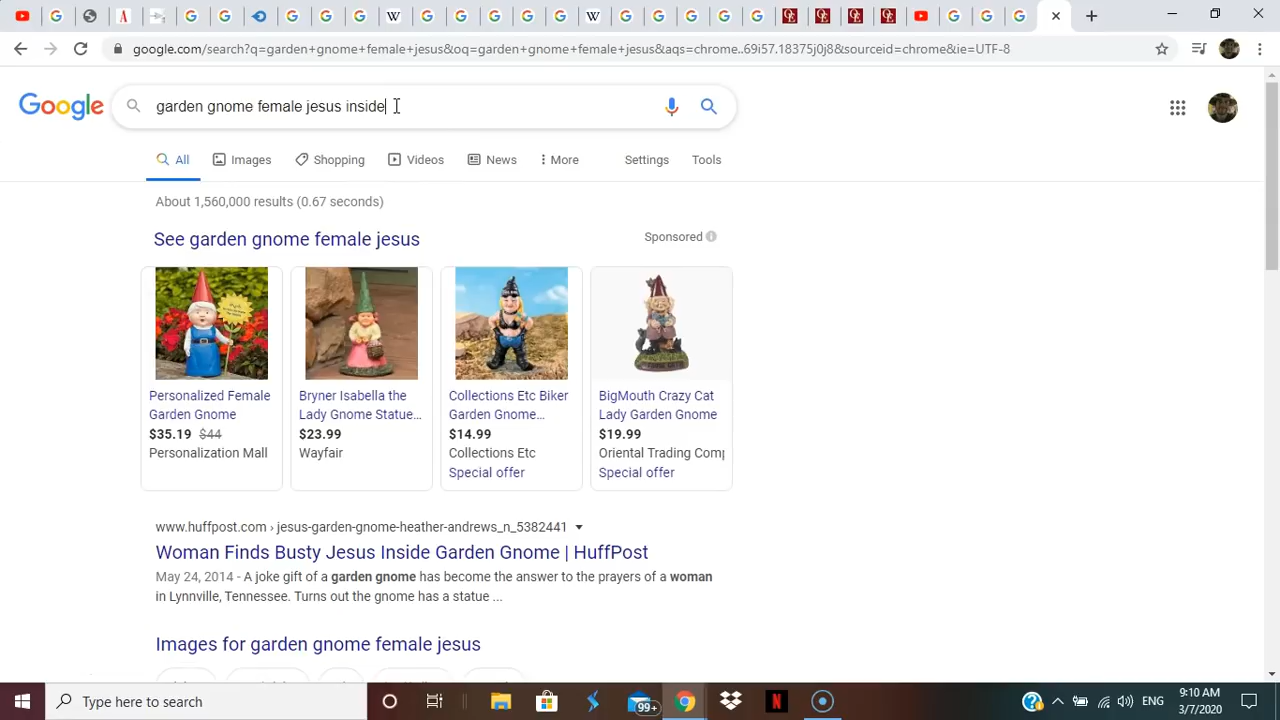 google.com/search?q=garden+gnome+female+jesus&oq=garden+gnome+female+jesus&aqs=chrome..69i57.18375j0j8&sourceid=chrome&ie=UTF-8
Google
garden gnome female jesus inside
All Images Shopping Videos News More Settings Tools
About 1,560,000 results (0.67 seconds)
See garden gnome female jesus
Sponsored
Personalized Female
Garden Gnome
$35.19 $44
Personalization Mall
Bryner Isabella the
Lady Gnome Statue...
$23.99
Wayfair
Collections Etc Biker
Garden Gnome...
$14.99
Collections Etc
Special offer
BigMouth Crazy Cat
Lady Garden Gnome
$19.99
Oriental Trading Comp
Special offer
www.huffpost.com › jesus-garden-gnome-heather-andrews_n_5382441
Woman Finds Busty Jesus Inside Garden Gnome | HuffPost
May 24, 2014 - A joke gift of a garden gnome has become the answer to the prayers of a woman
in Lynnville, Tennessee. Turns out the gnome has a statue ...
Images for garden gnome female jesus
Type here to search
99+
ENG
9:10 AM
3/7/2020